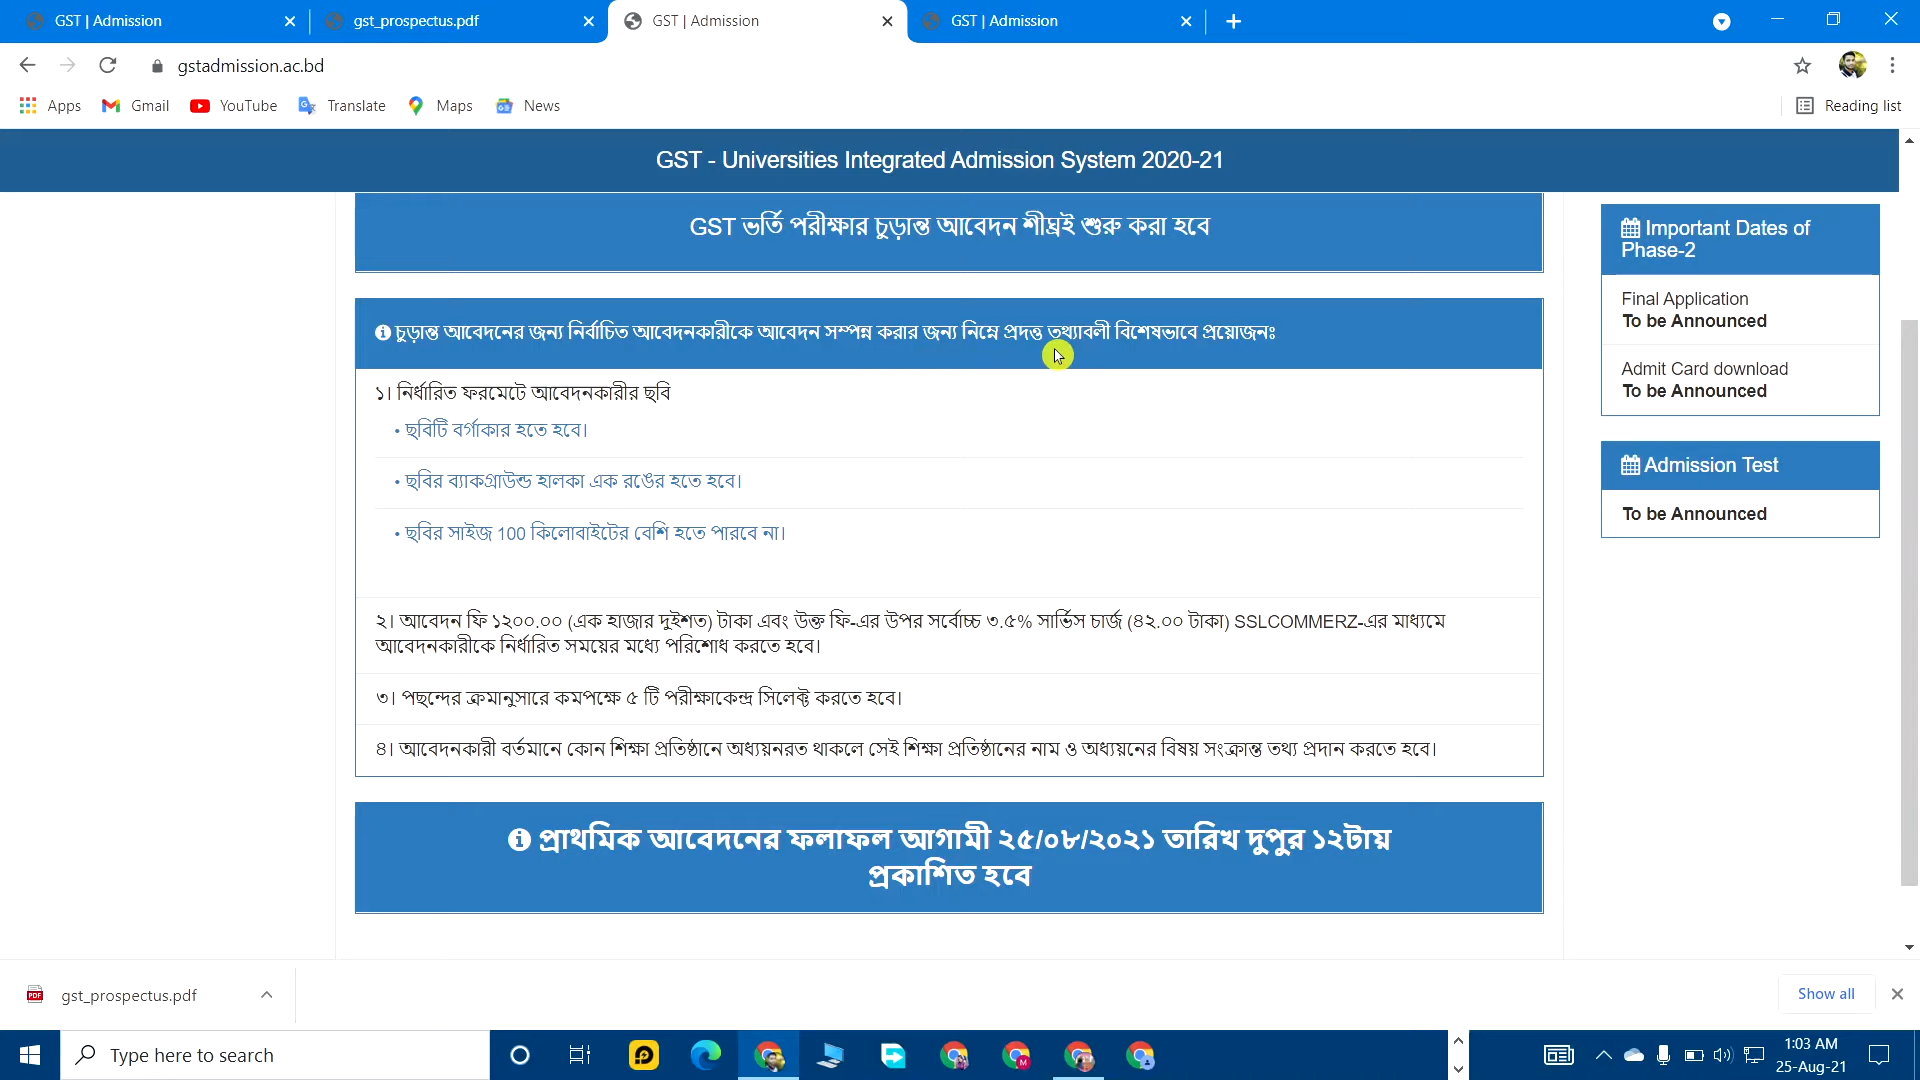 GST | Admission
gst_prospectus.pdf
GST | Admission
GST | Admission
gstadmission.ac.bd
Apps
Gmail
YouTube
Translate
Maps
News
Reading list
GST - Universities Integrated Admission System 2020-21
GST ভর্তি পরীক্ষার চুড়ান্ত আবেদন শীঘ্রই শুরু করা হবে
চুড়ান্ত আবেদনের জন্য নির্বাচিত আবেদনকারীকে আবেদন সম্পন্ন করার জন্য নিম্নে প্রদত্ত তথ্যাবলী বিশেষভাবে প্রয়োজনঃ
১। নির্ধারিত ফরমেটে আবেদনকারীর ছবি
• ছবিটি বর্গাকার হতে হবে।
• ছবির ব্যাকগ্রাউন্ড হালকা এক রঙের হতে হবে।
• ছবির সাইজ 100 কিলোবাইটের বেশি হতে পারবে না।
২। আবেদন ফি ১২০০.০০ (এক হাজার দুইশত) টাকা এবং উক্ত ফি-এর উপর সর্বোচ্চ ৩.৫% সার্ভিস চার্জ (৪২.০০ টাকা) SSLCOMMERZ-এর মাধ্যমে
আবেদনকারীকে নির্ধারিত সময়ের মধ্যে পরিশোধ করতে হবে।
৩। পছন্দের ক্রমানুসারে কমপক্ষে ৫ টি পরীক্ষাকেন্দ্র সিলেক্ট করতে হবে।
৪। আবেদনকারী বর্তমানে কোন শিক্ষা প্রতিষ্ঠানে অধ্যয়নরত থাকলে সেই শিক্ষা প্রতিষ্ঠানের নাম ও অধ্যয়নের বিষয় সংক্রান্ত তথ্য প্রদান করতে হবে।
প্রাথমিক আবেদনের ফলাফল আগামী ২৫/০৮/২০২১ তারিখ দুপুর ১২টায়
প্রকাশিত হবে
Important Dates of
Phase-2
Final Application
To be Announced
Admit Card download
To be Announced
Admission Test
To be Announced
gst_prospectus.pdf
Show all
Type here to search
1:03 AM
25-Aug-21